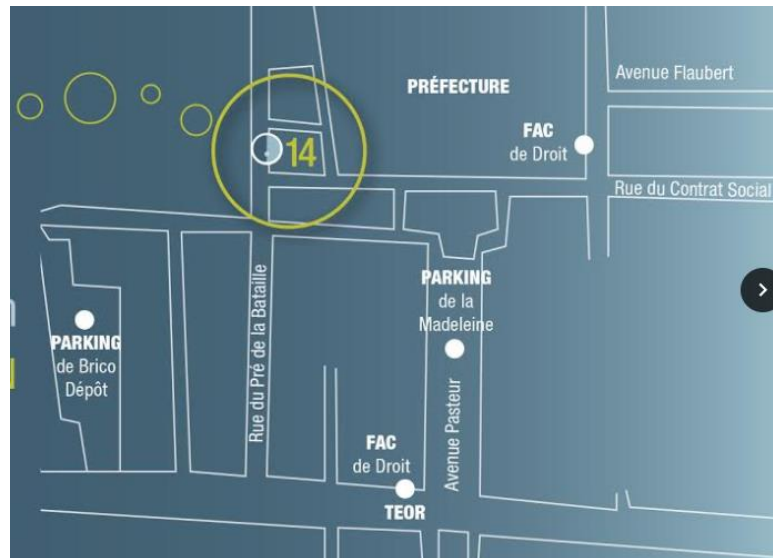 PRÉFECTURE
Avenue Flaubert
FAC
de Droit
14
Rue du Contrat Social
PARKING
de la
Madeleine
PARKING
de Brico
Dépôt
Rue du Pré de la Bataille
Avenue Pasteur
FAC
de Droit
TEOR